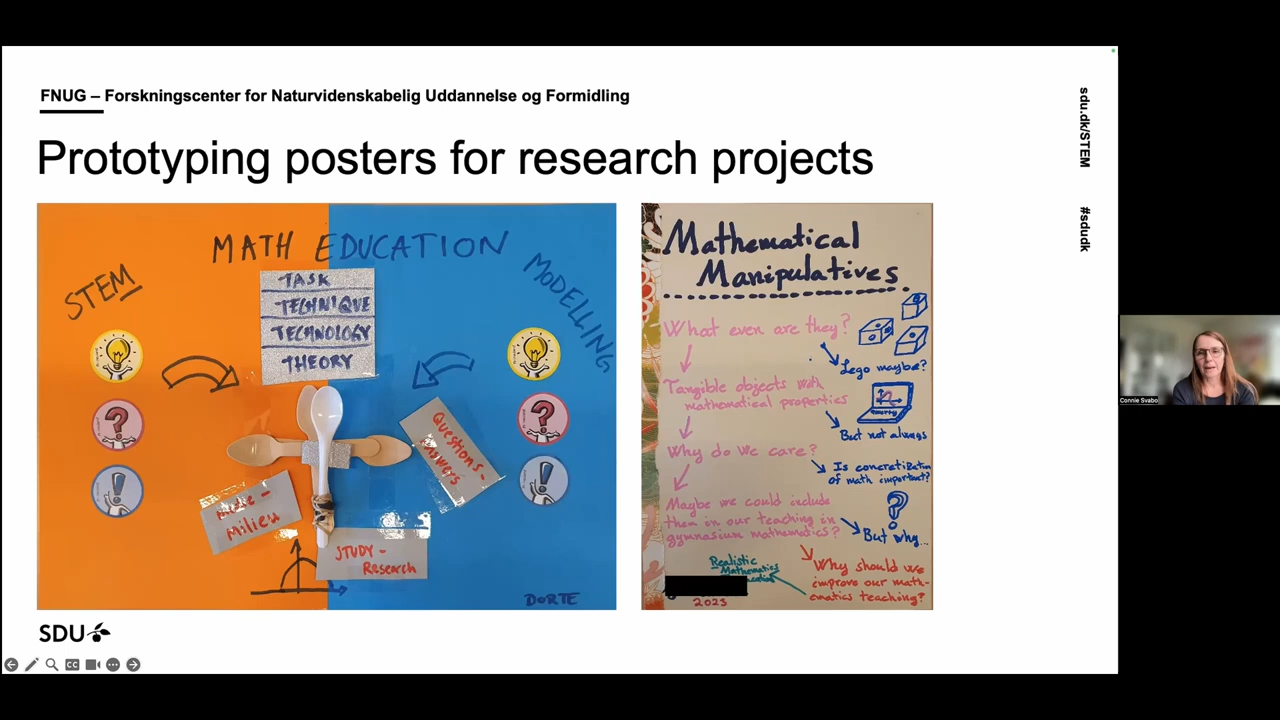 FNUG – Forskningscenter for Naturvidenskabelig Uddannelse og Formidling
Prototyping posters for research projects
sdu.dk/STEM
#sdudk
MATH EDUCATION
STEM
MODELLING
TASK
TECHNIQUE
TECHNOLOGY
THEORY
Questions-
Answers
Milieu
STUDY-
Research
DORTE
Mathematical
Manipulatives
What even are they?
Lego maybe?
Tangible objects with
mathematical properties
But not always
Why do we care?
Is concretization
of math important?
Maybe we could include
them in our teaching in
gymnasium mathematics?
But why...
Realistic
Mathematics
Why should we
improve our math-
ematics teaching?
2023
SDU
CC
Connie Svabo